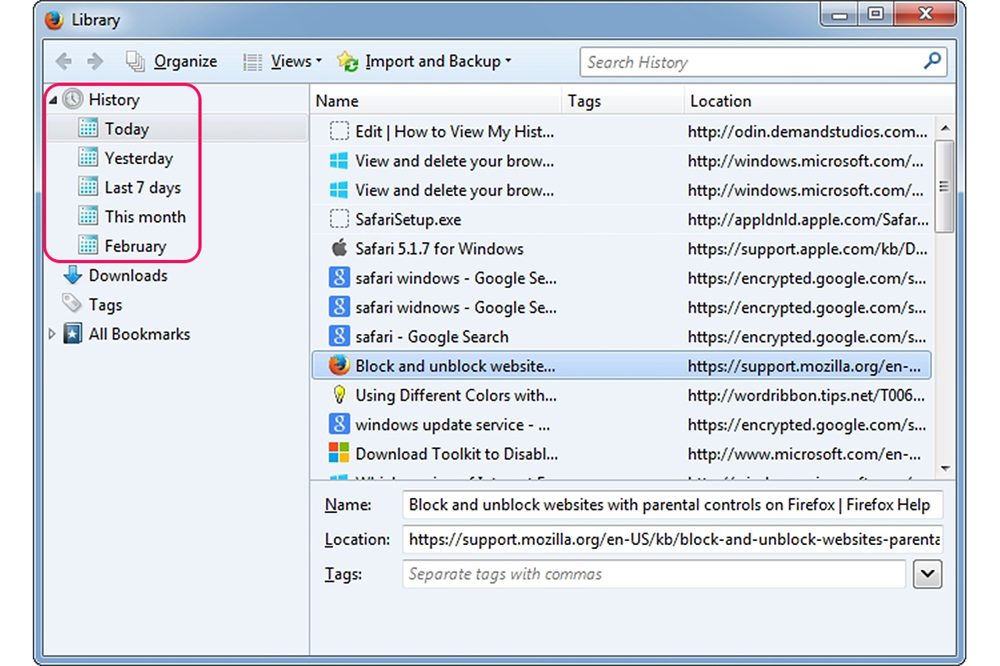 Library
Organize Views Import and Backup Search History
History
Today
Yesterday
Last 7 days
This month
February
Downloads
Tags
All Bookmarks
Name Tags Location
Edit | How to View My Hist... http://odin.demandstudios.com...
View and delete your brow... http://windows.microsoft.com/...
View and delete your brow... http://windows.microsoft.com/...
SafariSetup.exe http://appldnld.apple.com/Safar...
Safari 5.1.7 for Windows https://support.apple.com/kb/D...
safari windows - Google Se... https://encrypted.google.com/s...
safari widnows - Google Se... https://encrypted.google.com/s...
safari - Google Search https://encrypted.google.com/s...
Block and unblock website... https://support.mozilla.org/en-...
Using Different Colors with... http://wordribbon.tips.net/T006...
windows update service - ... https://encrypted.google.com/s...
Download Toolkit to Disabl... http://www.microsoft.com/en-...
Name: Block and unblock websites with parental controls on Firefox | Firefox Help
Location: https://support.mozilla.org/en-US/kb/block-and-unblock-websites-parenta
Tags: Separate tags with commas